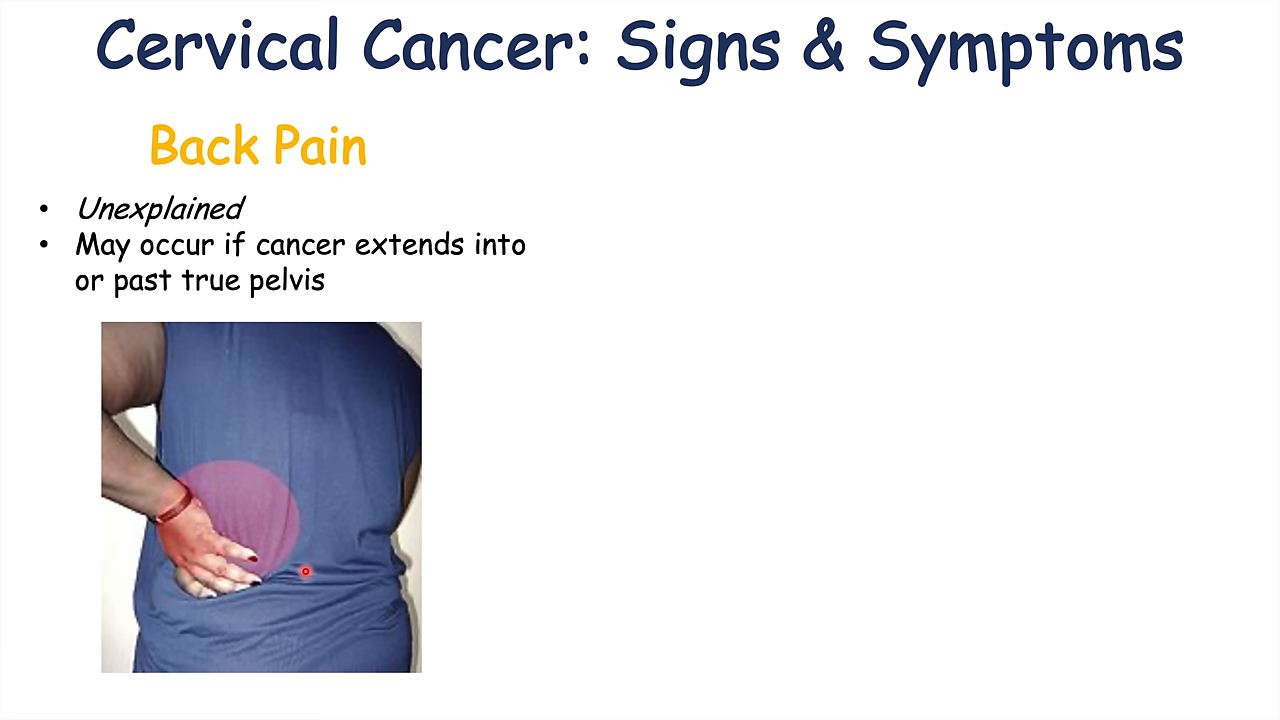 Cervical Cancer: Signs & Symptoms
Back Pain
• Unexplained
• May occur if cancer extends into
or past true pelvis